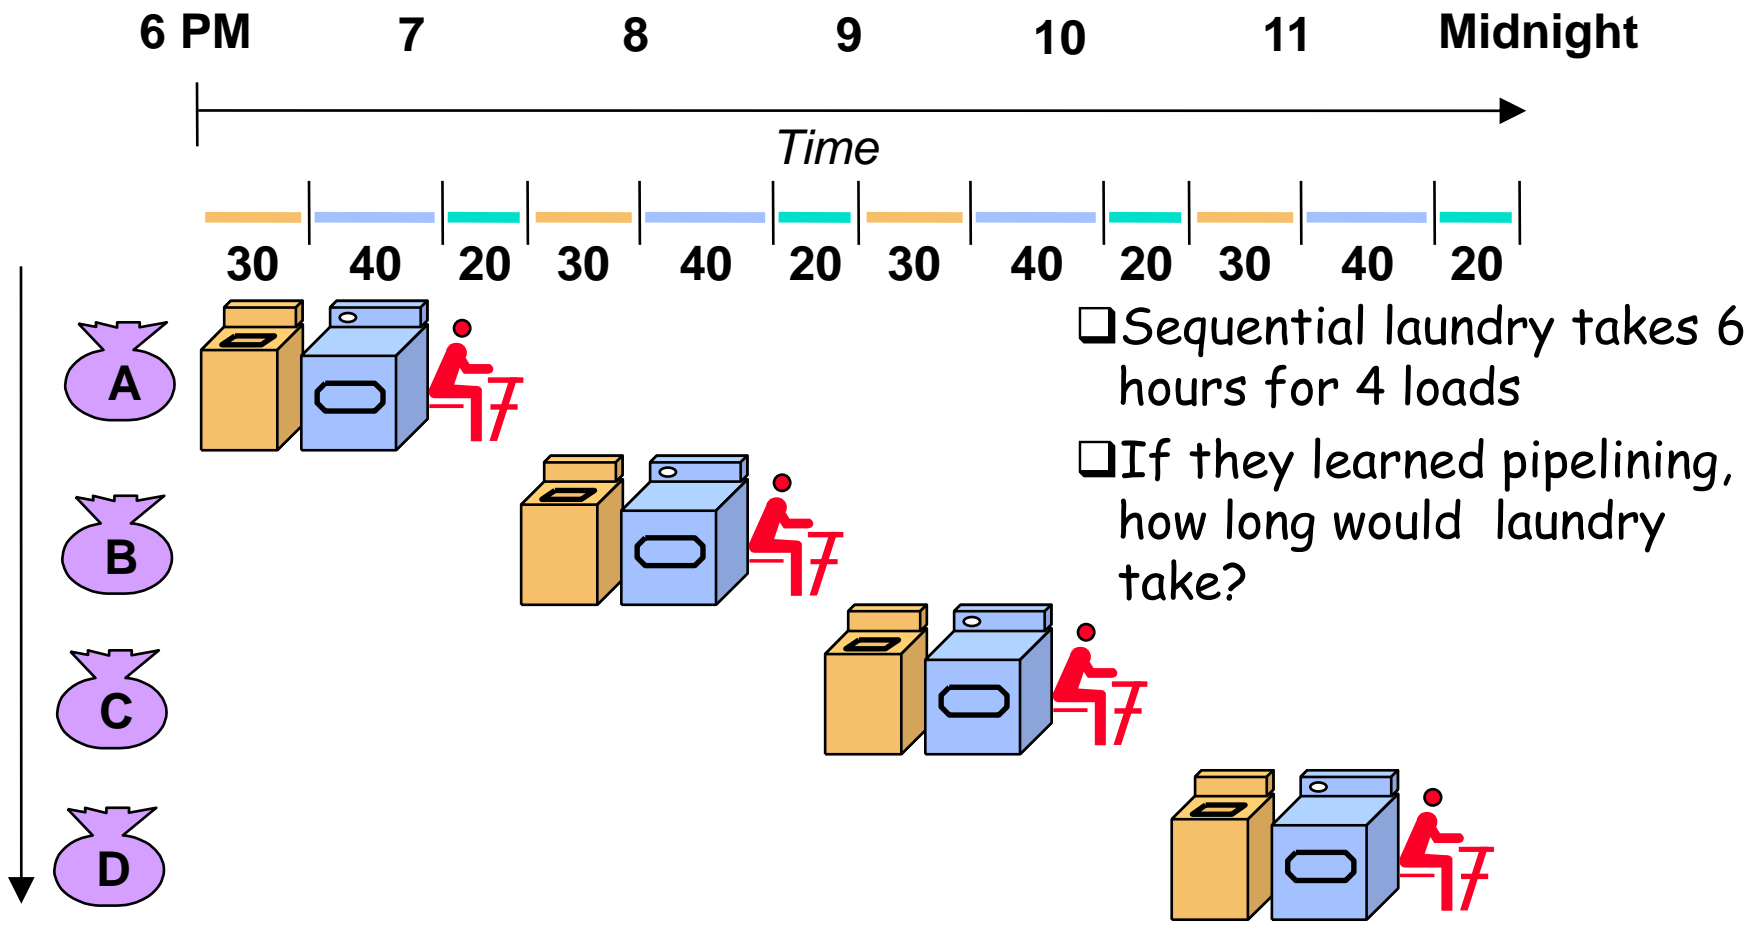 6 PM 7 8 9 10 11 Midnight
Time
30 40 20 30 40 20 30 40 20 30 40 20
Sequential laundry takes 6
hours for 4 loads
If they learned pipelining,
how long would laundry
take?
A
B
C
D